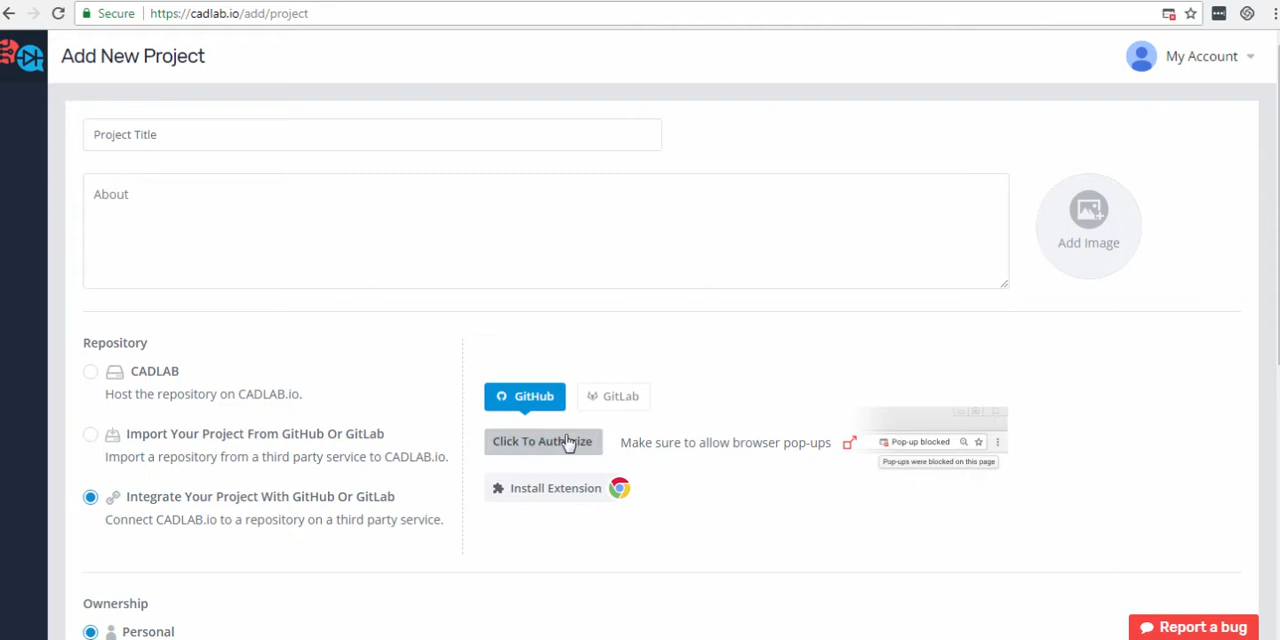 Secure https://cadlab.io/add/project
Add New Project
My Account
Project Title
About
Add Image
Repository
CADLAB
Host the repository on CADLAB.io.
Import Your Project From GitHub Or GitLab
Import a repository from a third party service to CADLAB.io.
Integrate Your Project With GitHub Or GitLab
Connect CADLAB.io to a repository on a third party service.
GitHub GitLab
Click To Authorize Make sure to allow browser pop-ups
Pop-up blocked
Pop-ups were blocked on this page
Install Extension
Ownership
Personal
Report a bug